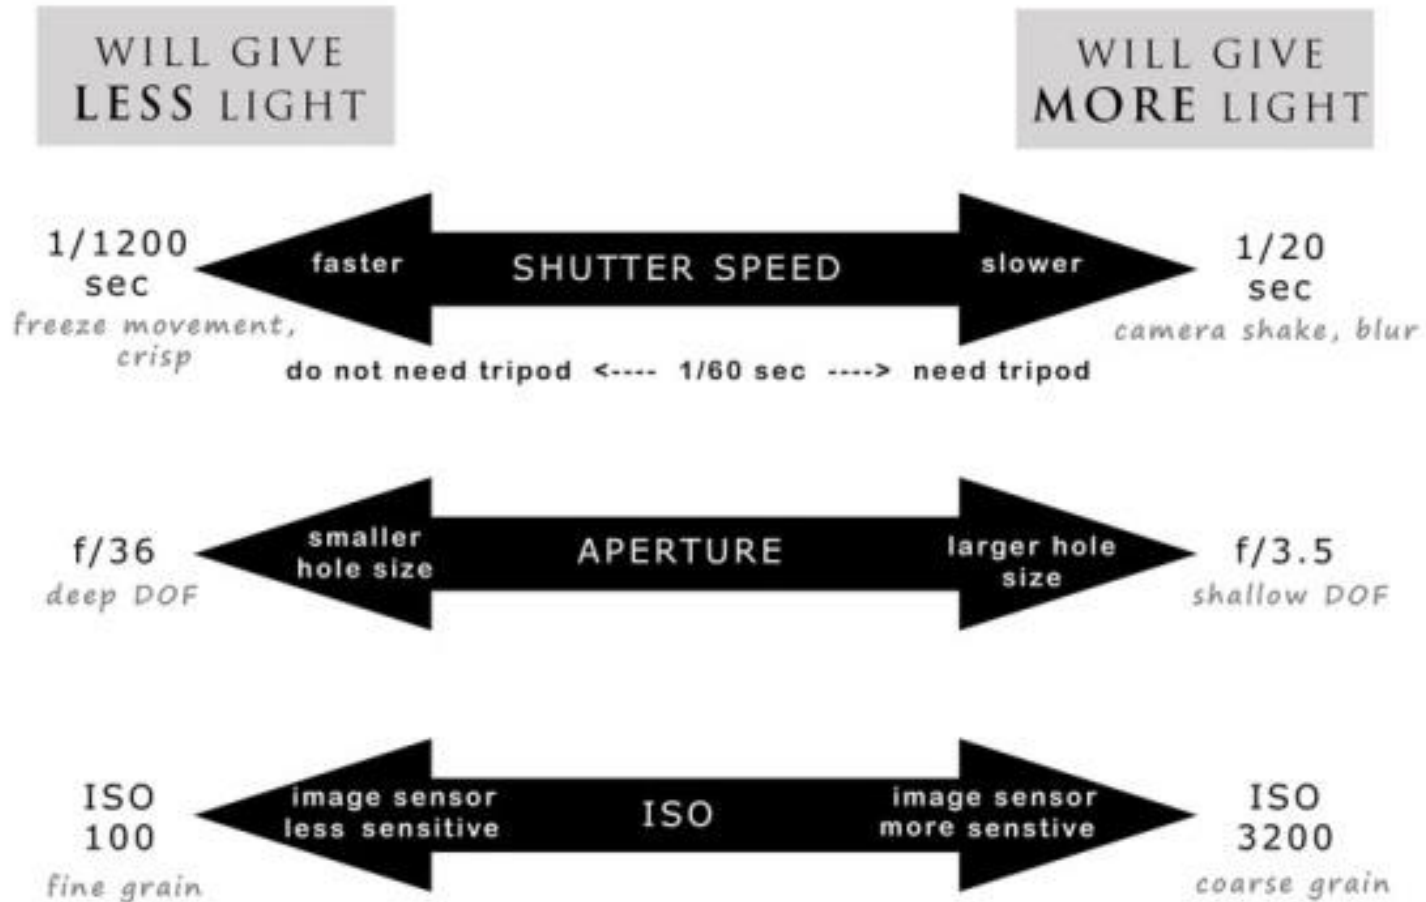 WILL GIVE
LESS LIGHT
WILL GIVE
MORE LIGHT
1/1200
sec
freeze movement,
crisp
faster
SHUTTER SPEED
slower
1/20
sec
camera shake, blur
do not need tripod <---- 1/60 sec ----> need tripod
f/36
deep DOF
smaller
hole size
APERTURE
larger hole
size
f/3.5
shallow DOF
ISO
100
fine grain
image sensor
less sensitive
ISO
image sensor
more senstive
ISO
3200
coarse grain